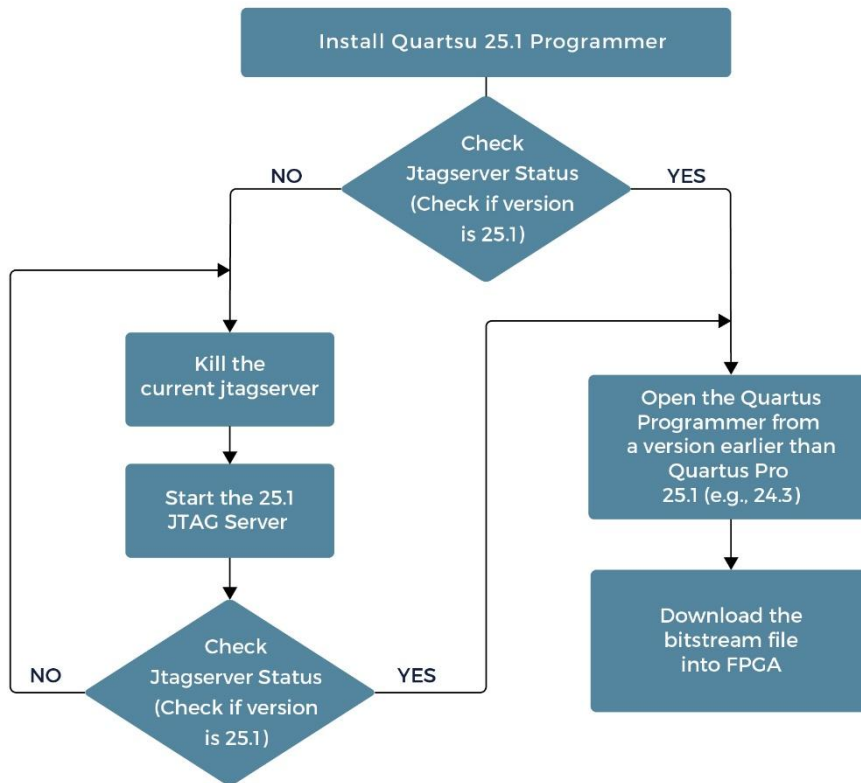 Install Quartsu 25.1 Programmer
Check
Jtagserver Status
(Check if version
is 25.1)
NO
YES
Kill the
current jtagserver
Start the 25.1
JTAG Server
Check
Jtagserver Status
(Check if version
is 25.1)
NO
YES
Open the Quartus
Programmer from
a version earlier than
Quartus Pro
25.1 (e.g., 24.3)
Download the
bitstream file
into FPGA